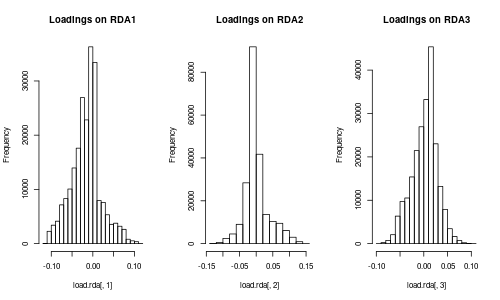 Loadings on RDA1
Loadings on RDA2
Loadings on RDA3
Frequency
0
10000
20000
30000
-0.10
0.00
0.10
load.rda[, 1]
Frequency
0
20000
40000
60000
80000
-0.15
-0.05
0.05
0.15
load.rda[, 2]
Frequency
0
10000
20000
30000
40000
-0.10
0.00
0.05
0.10
load.rda[, 3]